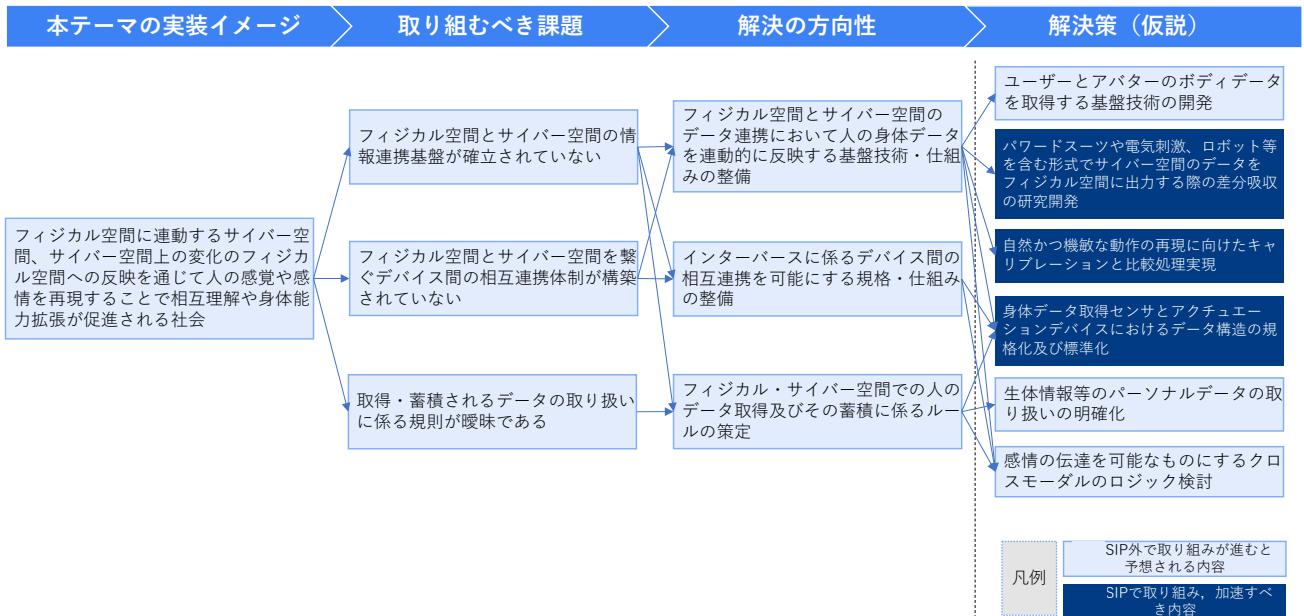 本テーマの実装イメージ
取り組むべき課題
解決の方向性
解決策（仮説）
フィジカル空間に連動するサイバー空
間、サイバー空間上の変化のフィジカ
ル空間への反映を通じて人の感覚や感
情を再現することで相互理解や身体能
力拡張が促進される社会
フィジカル空間とサイバー空間の情
報連携基盤が確立されていない
フィジカル空間とサイバー空間を繋
ぐデバイス間の相互連携体制が構築
されていない
取得・蓄積されるデータの取り扱い
に係る規則が曖昧である
フィジカル空間とサイバー空間の
データ連携において人の身体データ
を連動的に反映する基盤技術・仕組
みの整備
インターバースに係るデバイス間の
相互連携を可能にする規格・仕組み
の整備
フィジカル・サイバー空間での人の
データ取得及びその蓄積に係るルー
ルの策定
ユーザーとアバターのボディデータ
を取得する基盤技術の開発
パワードスーツや電気刺激、ロボット等
を含む形式でサイバー空間のデータを
フィジカル空間に出力する際の差分吸収
の研究開発
自然かつ機敏な動作の再現に向けたキャ
リブレーションと比較処理実現
身体データ取得センサとアクチュエー
ションデバイスにおけるデータ構造の規
格化及び標準化
生体情報等のパーソナルデータの取
り扱いの明確化
感情の伝達を可能なものにするクロ
スモーダルのロジック検討
凡例
SIP外で取り組みが進むと
予想される内容
SIPで取り組み，加速すべ
き内容